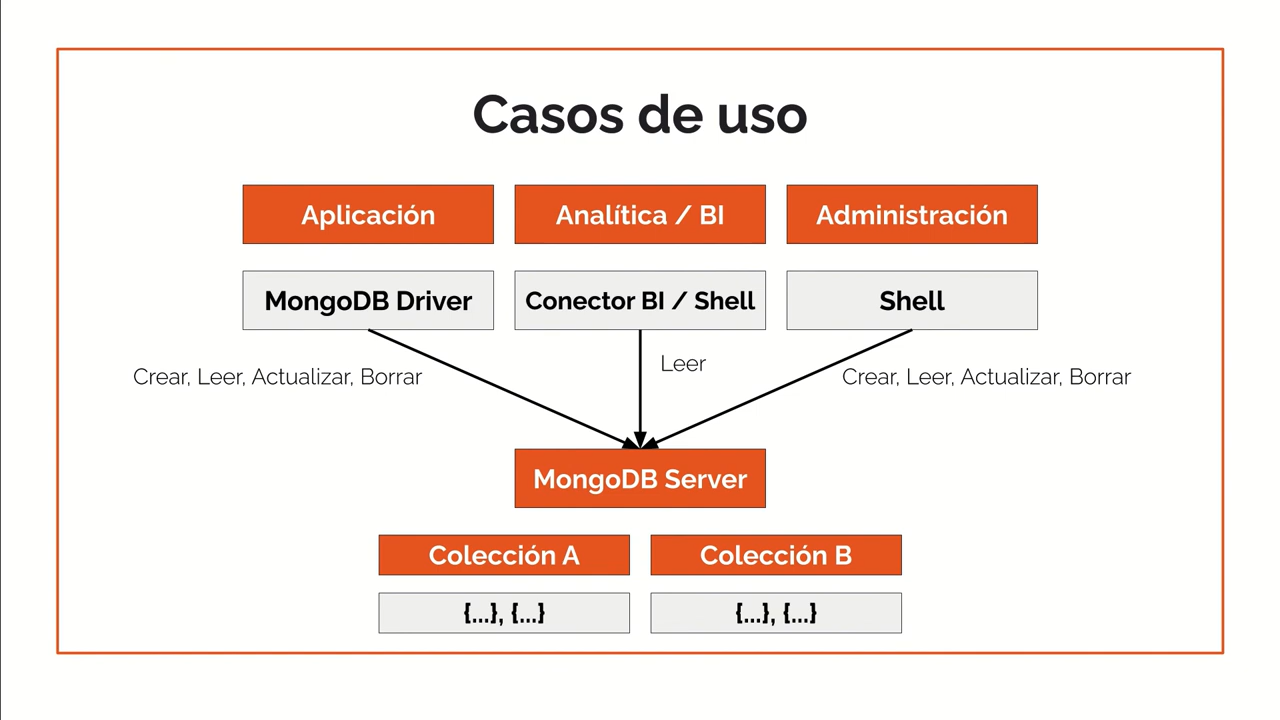 Casos de uso
Aplicación
Analítica / BI
Administración
MongoDB Driver
Conector BI / Shell
Shell
Crear, Leer, Actualizar, Borrar
Leer
Crear, Leer, Actualizar, Borrar
MongoDB Server
Colección A
Colección B
{...}, {...}
{...}, {...}